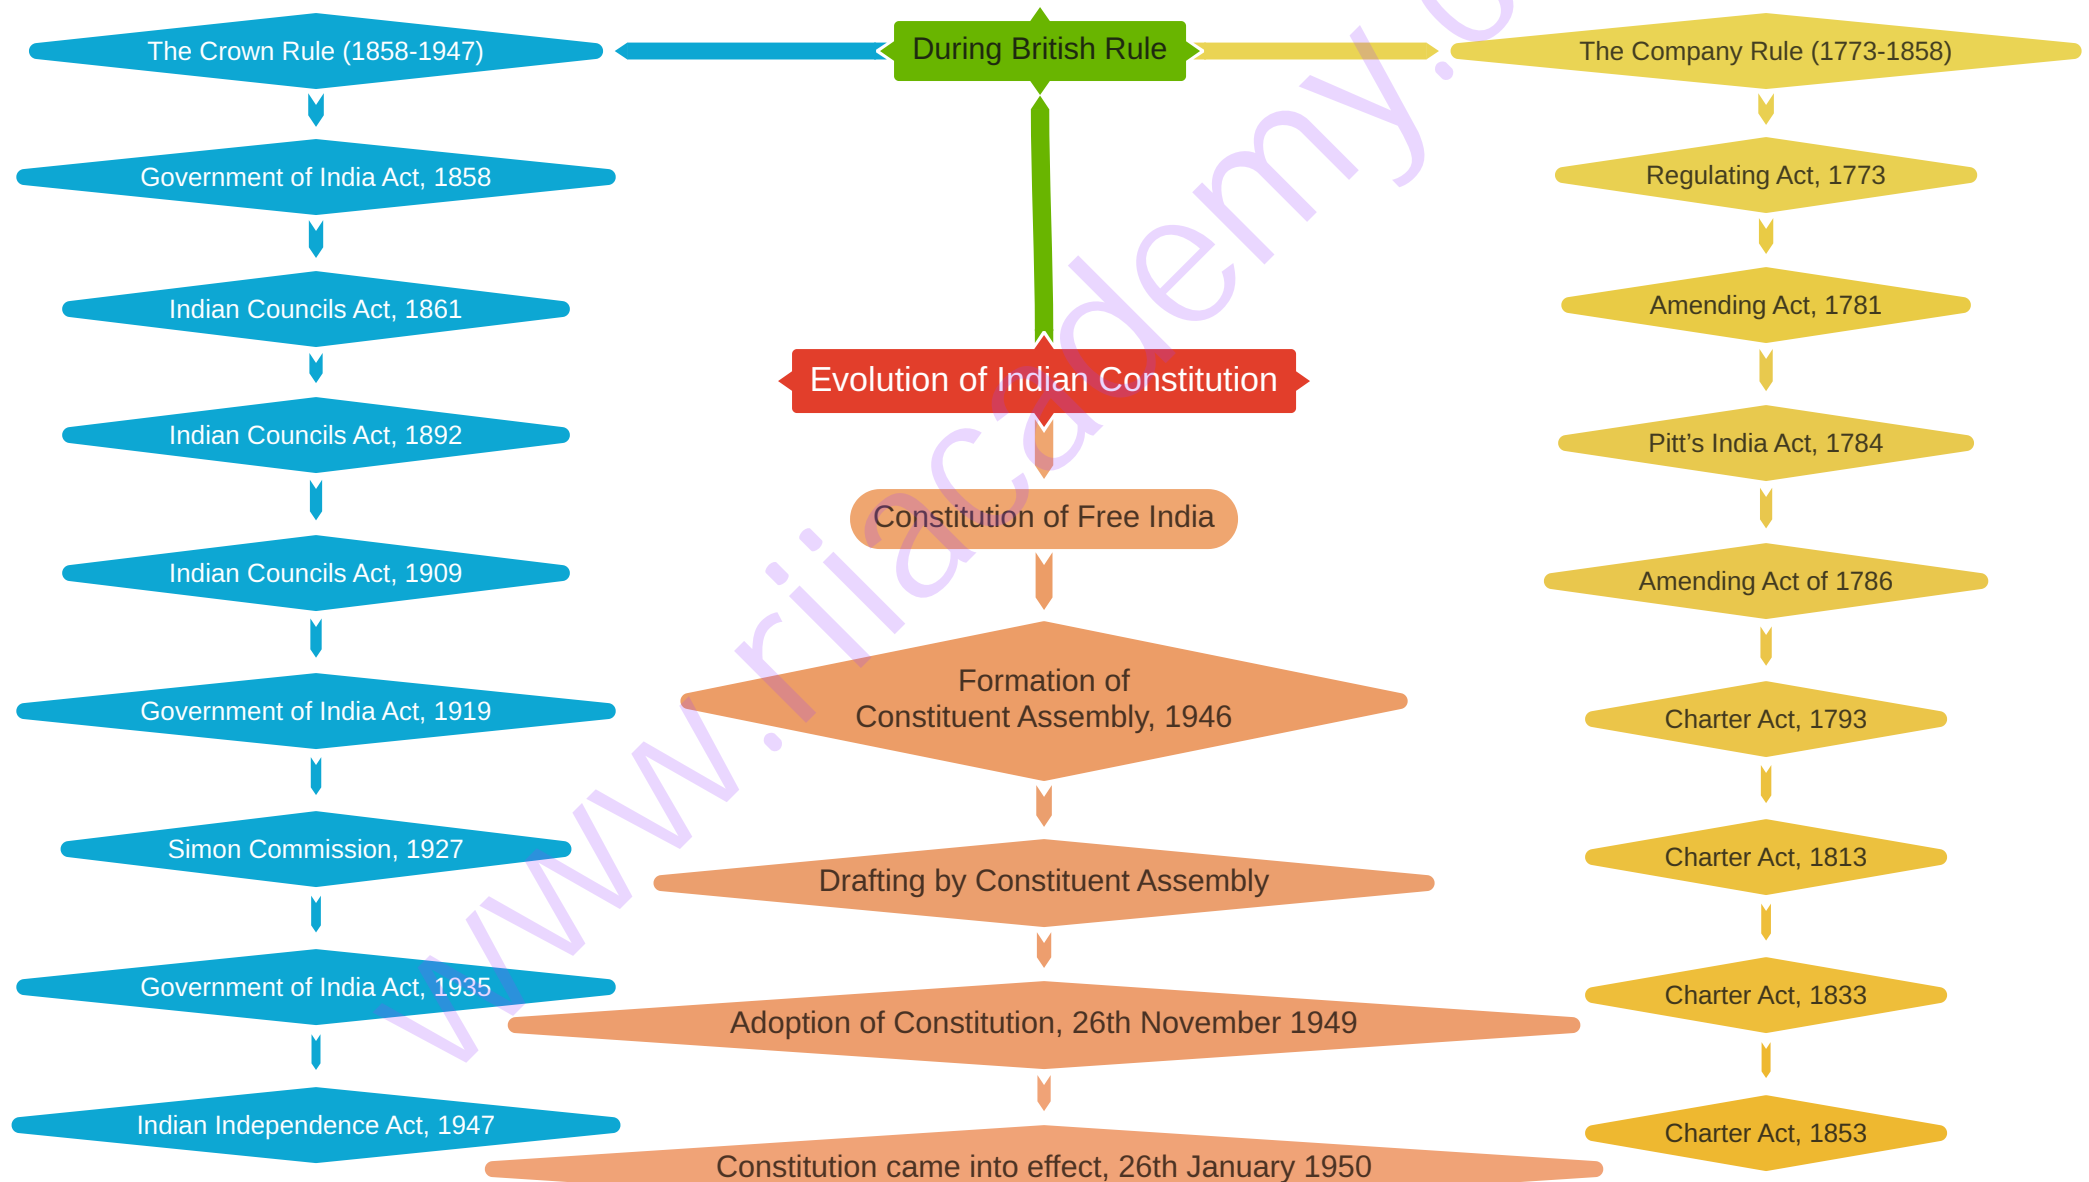 During British Rule
The Crown Rule (1858-1947)
Government of India Act, 1858
Indian Councils Act, 1861
Indian Councils Act, 1892
Indian Councils Act, 1909
Government of India Act, 1919
Simon Commission, 1927
Government of India Act, 1935
Indian Independence Act, 1947
Evolution of Indian Constitution
Constitution of Free India
Formation of
Constituent Assembly, 1946
Drafting by Constituent Assembly
Adoption of Constitution, 26th November 1949
Constitution came into effect, 26th January 1950
The Company Rule (1773-1858)
Regulating Act, 1773
Amending Act, 1781
Pitt’s India Act, 1784
Amending Act of 1786
Charter Act, 1793
Charter Act, 1813
Charter Act, 1833
Charter Act, 1853